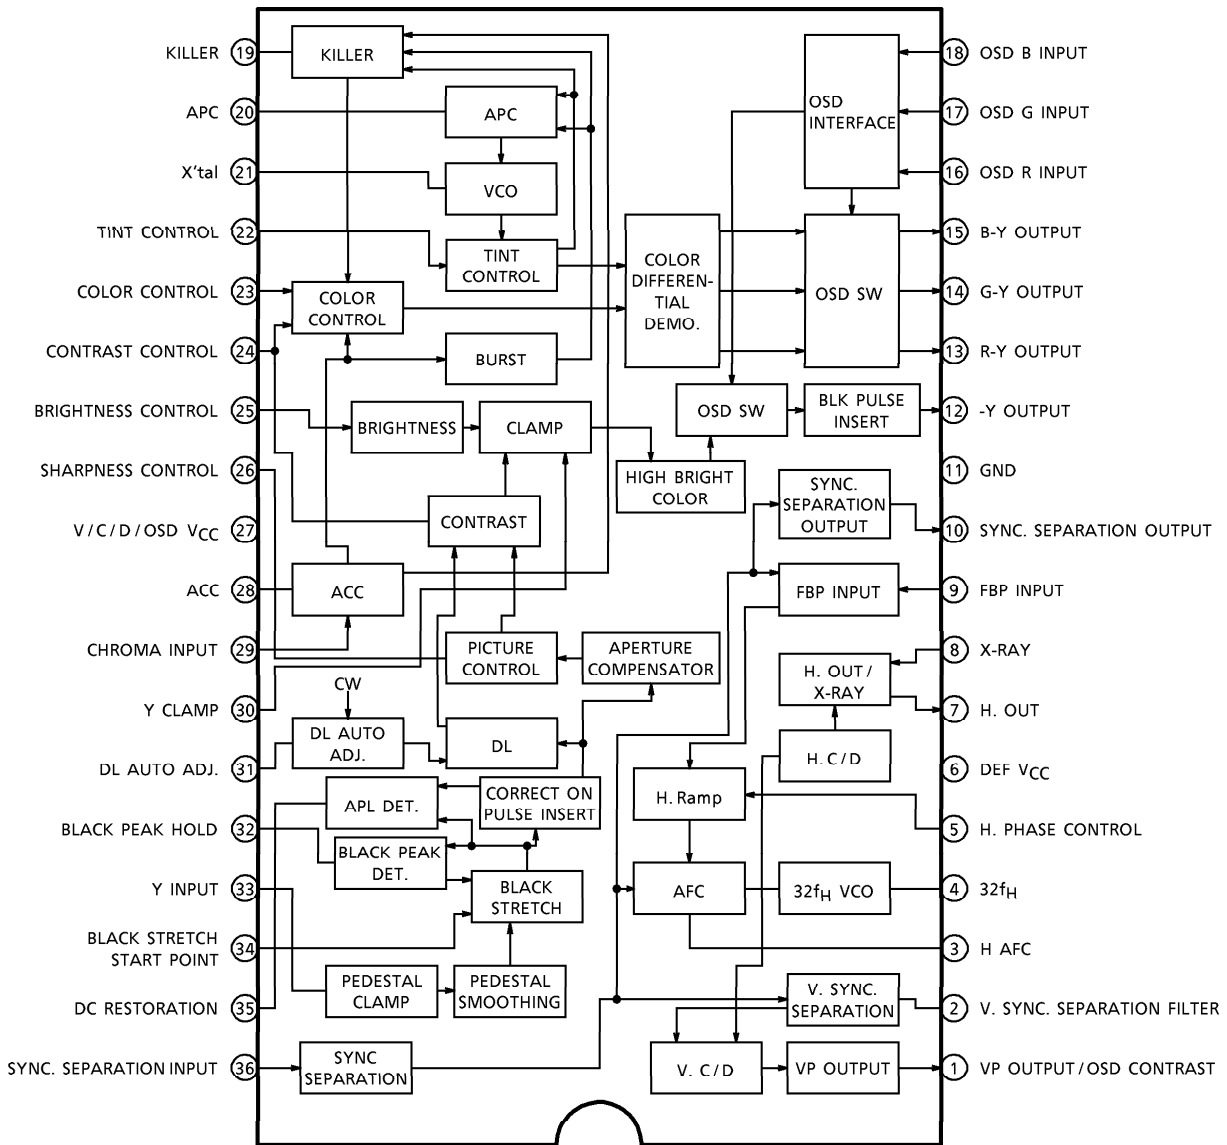 KILLER 19
APC 20
X'tal 21
TINT CONTROL 22
COLOR CONTROL 23
CONTRAST CONTROL 24
BRIGHTNESS CONTROL 25
SHARPNESS CONTROL 26
V/C/D/OSD VCC 27
ACC 28
CHROMA INPUT 29
Y CLAMP 30
DL AUTO ADJ. 31
BLACK PEAK HOLD 32
Y INPUT 33
BLACK STRETCH
START POINT 34
DC RESTORATION 35
SYNC. SEPARATION INPUT 36
KILLER
APC
VCO
TINT
CONTROL
COLOR
CONTROL
BURST
BRIGHTNESS
CLAMP
CONTRAST
ACC
PICTURE
CONTROL
APERTURE
COMPENSATOR
CW
DL AUTO
ADJ.
DL
APL DET.
CORRECT ON
PULSE INSERT
BLACK PEAK
DET.
BLACK
STRETCH
PEDESTAL
CLAMP
PEDESTAL
SMOOTHING
SYNC
SEPARATION
OSD
INTERFACE
COLOR
DIFFEREN-
TIAL
DEMO.
OSD SW
OSD SW
BLK PULSE
INSERT
HIGH BRIGHT
COLOR
SYNC.
SEPARATION
OUTPUT
FBP INPUT
H. OUT/
X-RAY
H.C/D
H.Ramp
AFC
32fH VCO
V. SYNC.
SEPARATION
V. C/D
VP OUTPUT
18 OSD B INPUT
17 OSD G INPUT
16 OSD R INPUT
15 B-Y OUTPUT
14 G-Y OUTPUT
13 R-Y OUTPUT
12 -Y OUTPUT
11 GND
10 SYNC. SEPARATION OUTPUT
9 FBP INPUT
8 X-RAY
7 H. OUT
6 DEF VCC
5 H. PHASE CONTROL
4 32fH
3 H AFC
2 V. SYNC. SEPARATION FILTER
1 VP OUTPUT/OSD CONTRAST